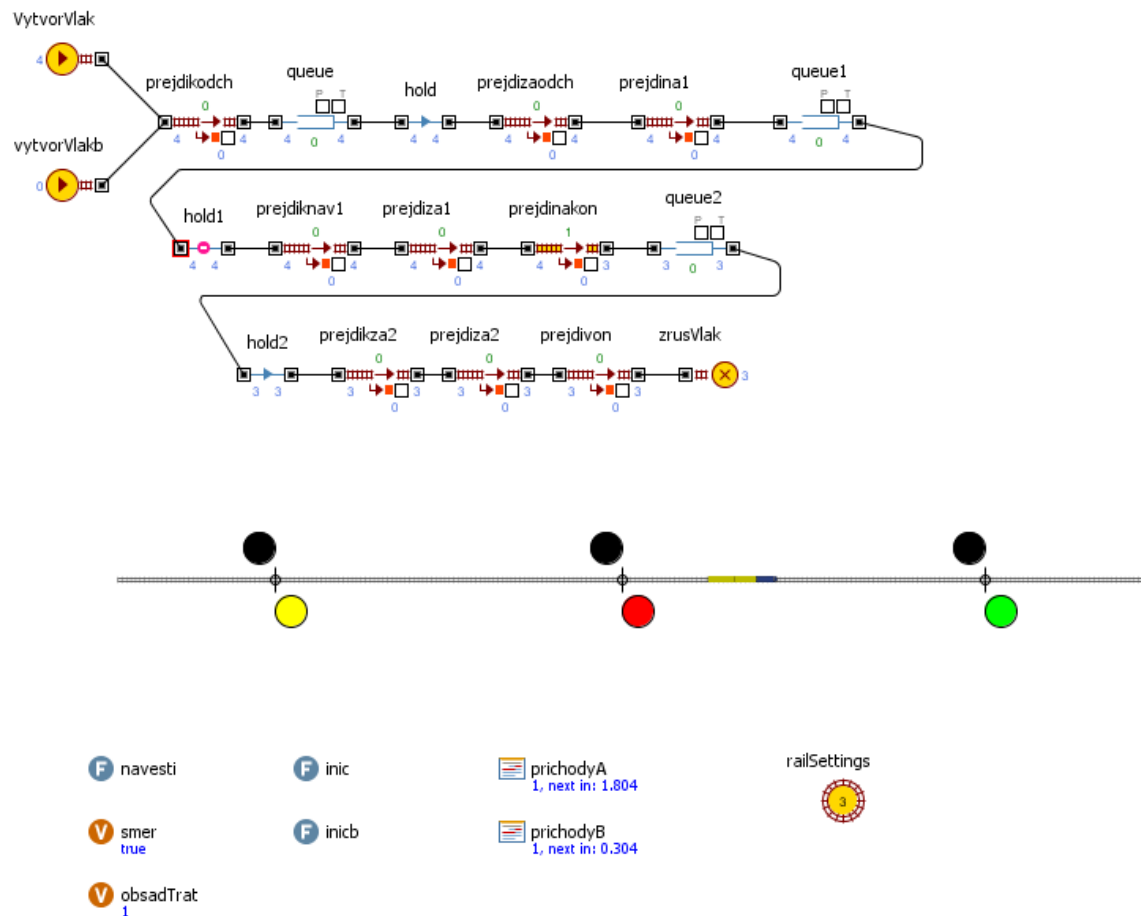 VytvorVlak
4
prejdikodch
queue
hold
prejdizaodch
prejdina1
queue1
0
P T
0
0
P T
4 4
0
4 0 4
4 4
4 4
0
4 4
0
4 0 4
vytvorVlakb
0
hold1
prejdiknav1
prejdiza1
prejdinakon
queue2
0
0
1
P T
4 4
4 4
0
4 4
0
4 3
0
3 0 3
hold2
prejdikza2
prejdiza2
prejdivon
zrusVlak
0
0
0
3 3
3 3
0
3 3
0
3 3
0
3
F navesti
F inic
prichodyA
1, next in: 1.804
railSettings
3
V smer
true
F inicb
prichodyB
1, next in: 0.304
V obsadTrat
1